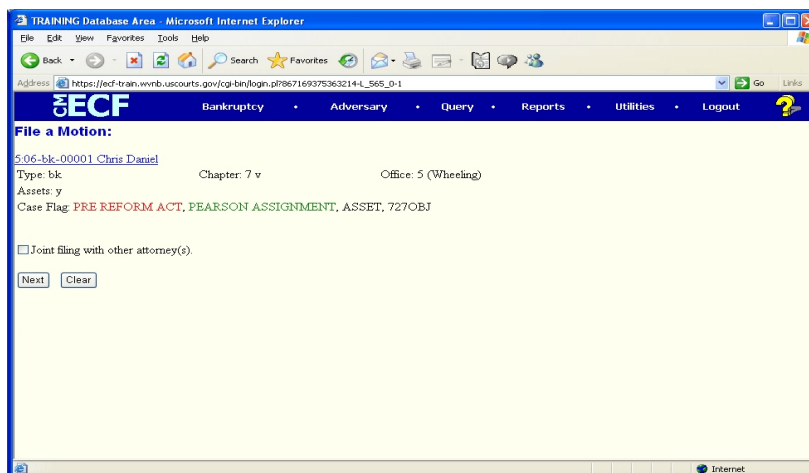 TRAINING Database Area - Microsoft Internet Explorer
File Edit View Favorites Tools Help
Back Search Favorites
Address https://ecf-train.wvnb.uscourts.gov/cgi-bin/login.pl?867169375363214-L_565_0-1 Go Links
CM ECF Bankruptcy • Adversary • Query • Reports • Utilities • Logout ?
File a Motion:
5:06-bk-00001 Chris Daniel
Type: bk Chapter: 7 v Office: 5 (Wheeling)
Assets: y
Case Flag: PRE REFORM ACT, PEARSON ASSIGNMENT, ASSET, 727OBJ
Joint filing with other attorney(s).
Next Clear
Internet